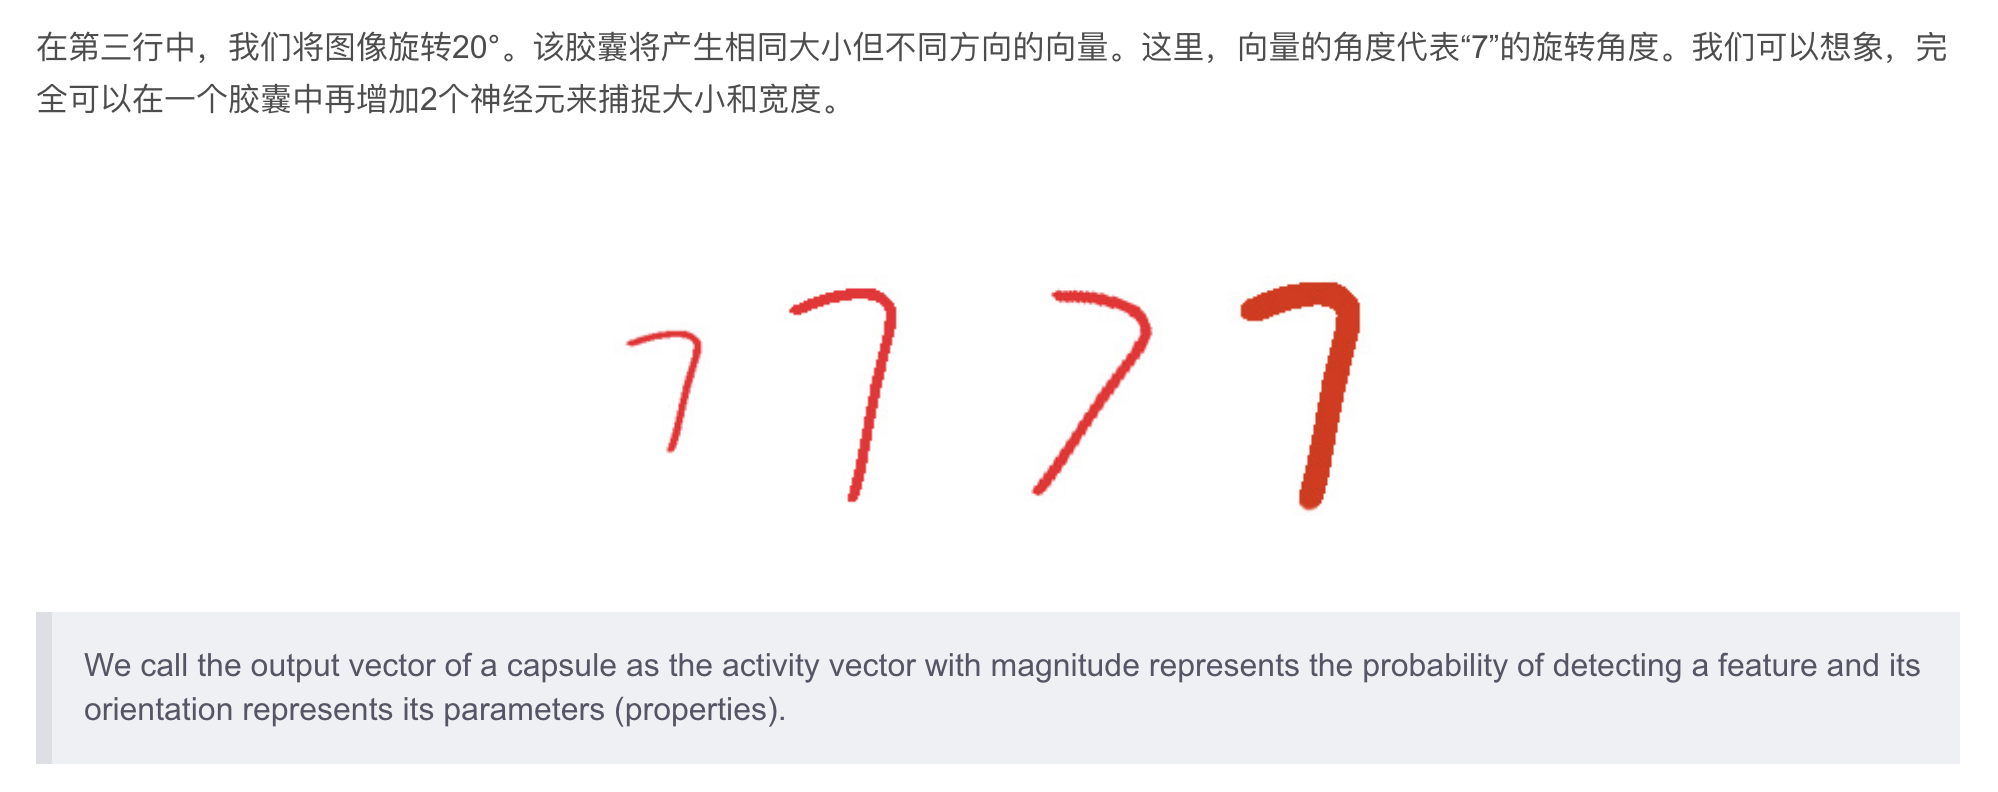 在第三行中，我们将图像旋转20°。该胶囊将产生相同大小但不同方向的向量。这里，向量的角度代表“7”的旋转角度。我们可以想象，完
全可以在一个胶囊中再增加2个神经元来捕捉大小和宽度。
7 7 7 7
We call the output vector of a capsule as the activity vector with magnitude represents the probability of detecting a feature and its
orientation represents its parameters (properties).